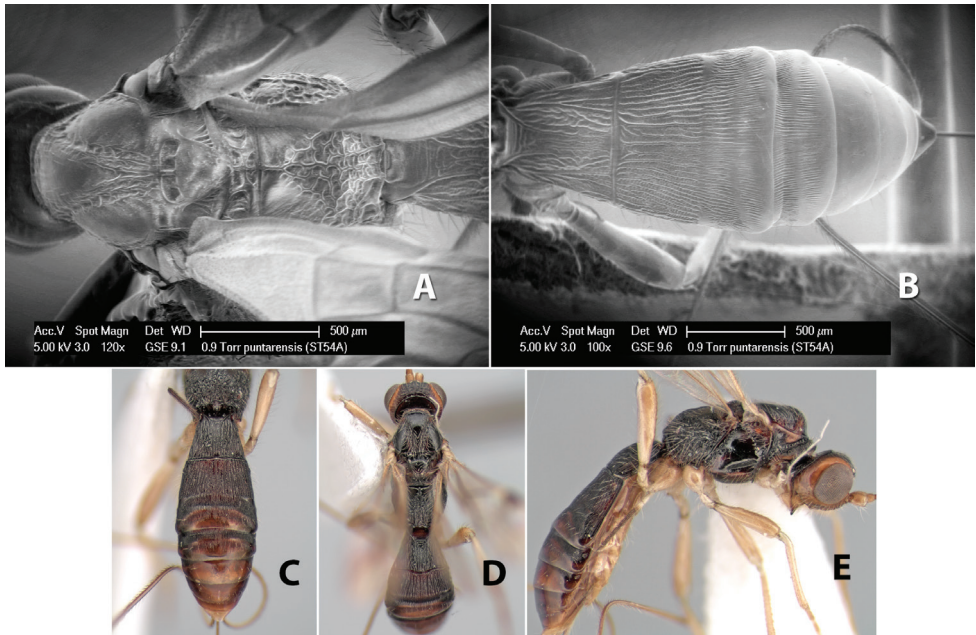 A
Acc.V Spot Magn Det WD 500 µm
5.00 kV 3.0 120x GSE 9.1 0.9 Torr puntarensis (ST54A)
B
Acc.V Spot Magn Det WD 500 µm
5.00 kV 3.0 100x GSE 9.6 0.9 Torr puntarensis (ST54A)
C
D
E